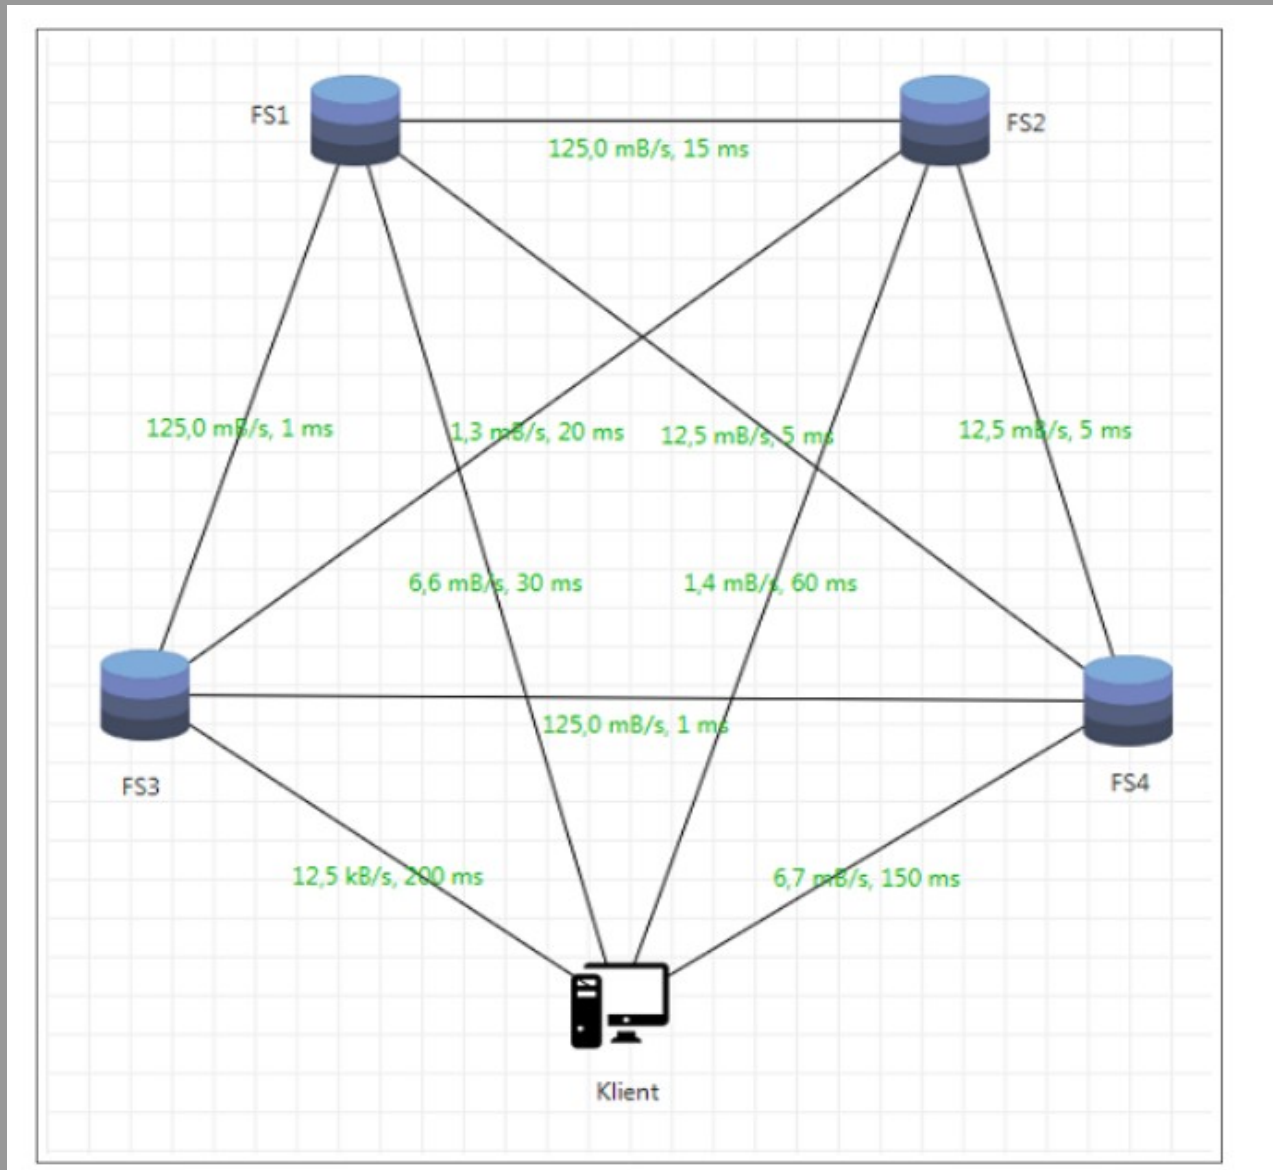 FS1
FS2
125,0 mB/s, 15 ms
125,0 mB/s, 1 ms
1,3 mB/s, 20 ms
12,5 mB/s, 5 ms
12,5 mB/s, 5 ms
6,6 mB/s, 30 ms
1,4 mB/s, 60 ms
125,0 mB/s, 1 ms
FS3
FS4
12,5 kB/s, 200 ms
6,7 mB/s, 150 ms
Klient